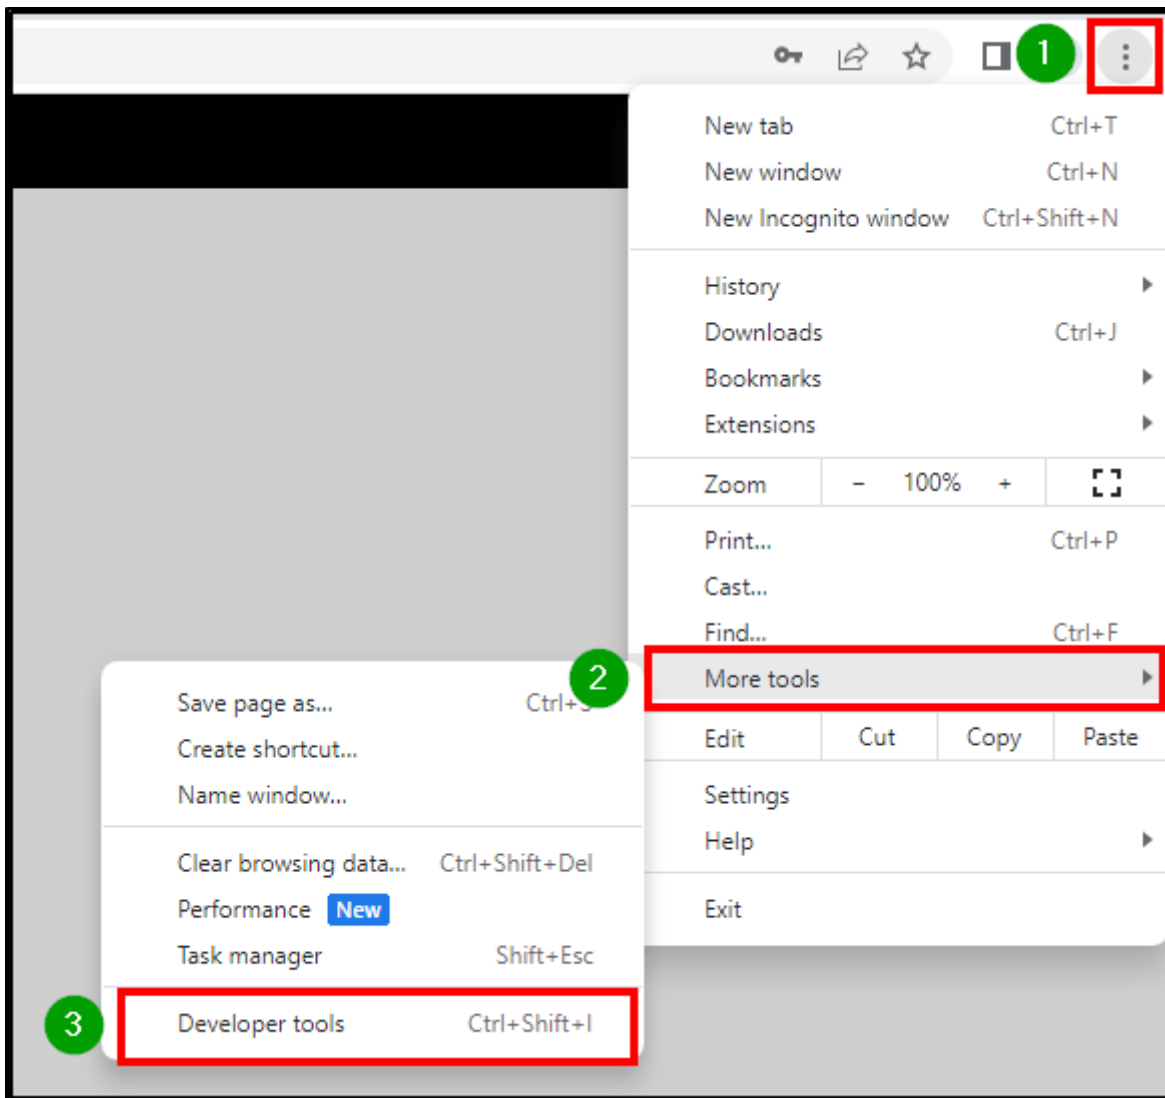 1
New tab Ctrl+T
New window Ctrl+N
New Incognito window Ctrl+Shift+N
History
Downloads Ctrl+J
Bookmarks
Extensions
Zoom − 100% +
Print... Ctrl+P
Cast...
Find... Ctrl+F
2
More tools
Edit Cut Copy Paste
Settings
Help
Exit
Save page as... Ctrl+S
Create shortcut...
Name window...
Clear browsing data... Ctrl+Shift+Del
Performance New
Task manager Shift+Esc
3
Developer tools Ctrl+Shift+I